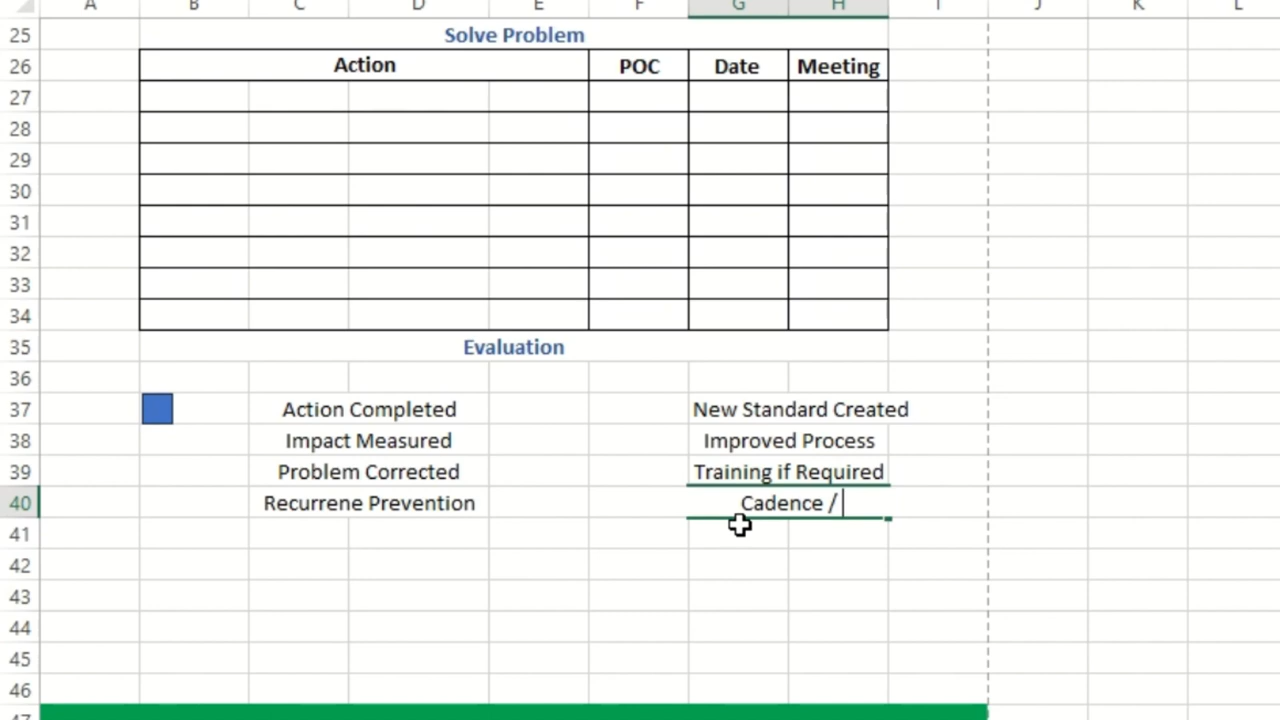 A B C D E F G H I J K L
25 Solve Problem
26 Action POC Date Meeting
27
28
29
30
31
32
33
34
35 Evaluation
36
37 Action Completed New Standard Created
38 Impact Measured Improved Process
39 Problem Corrected Training if Required
40 Recurrene Prevention Cadence /
41
42
43
44
45
46
47